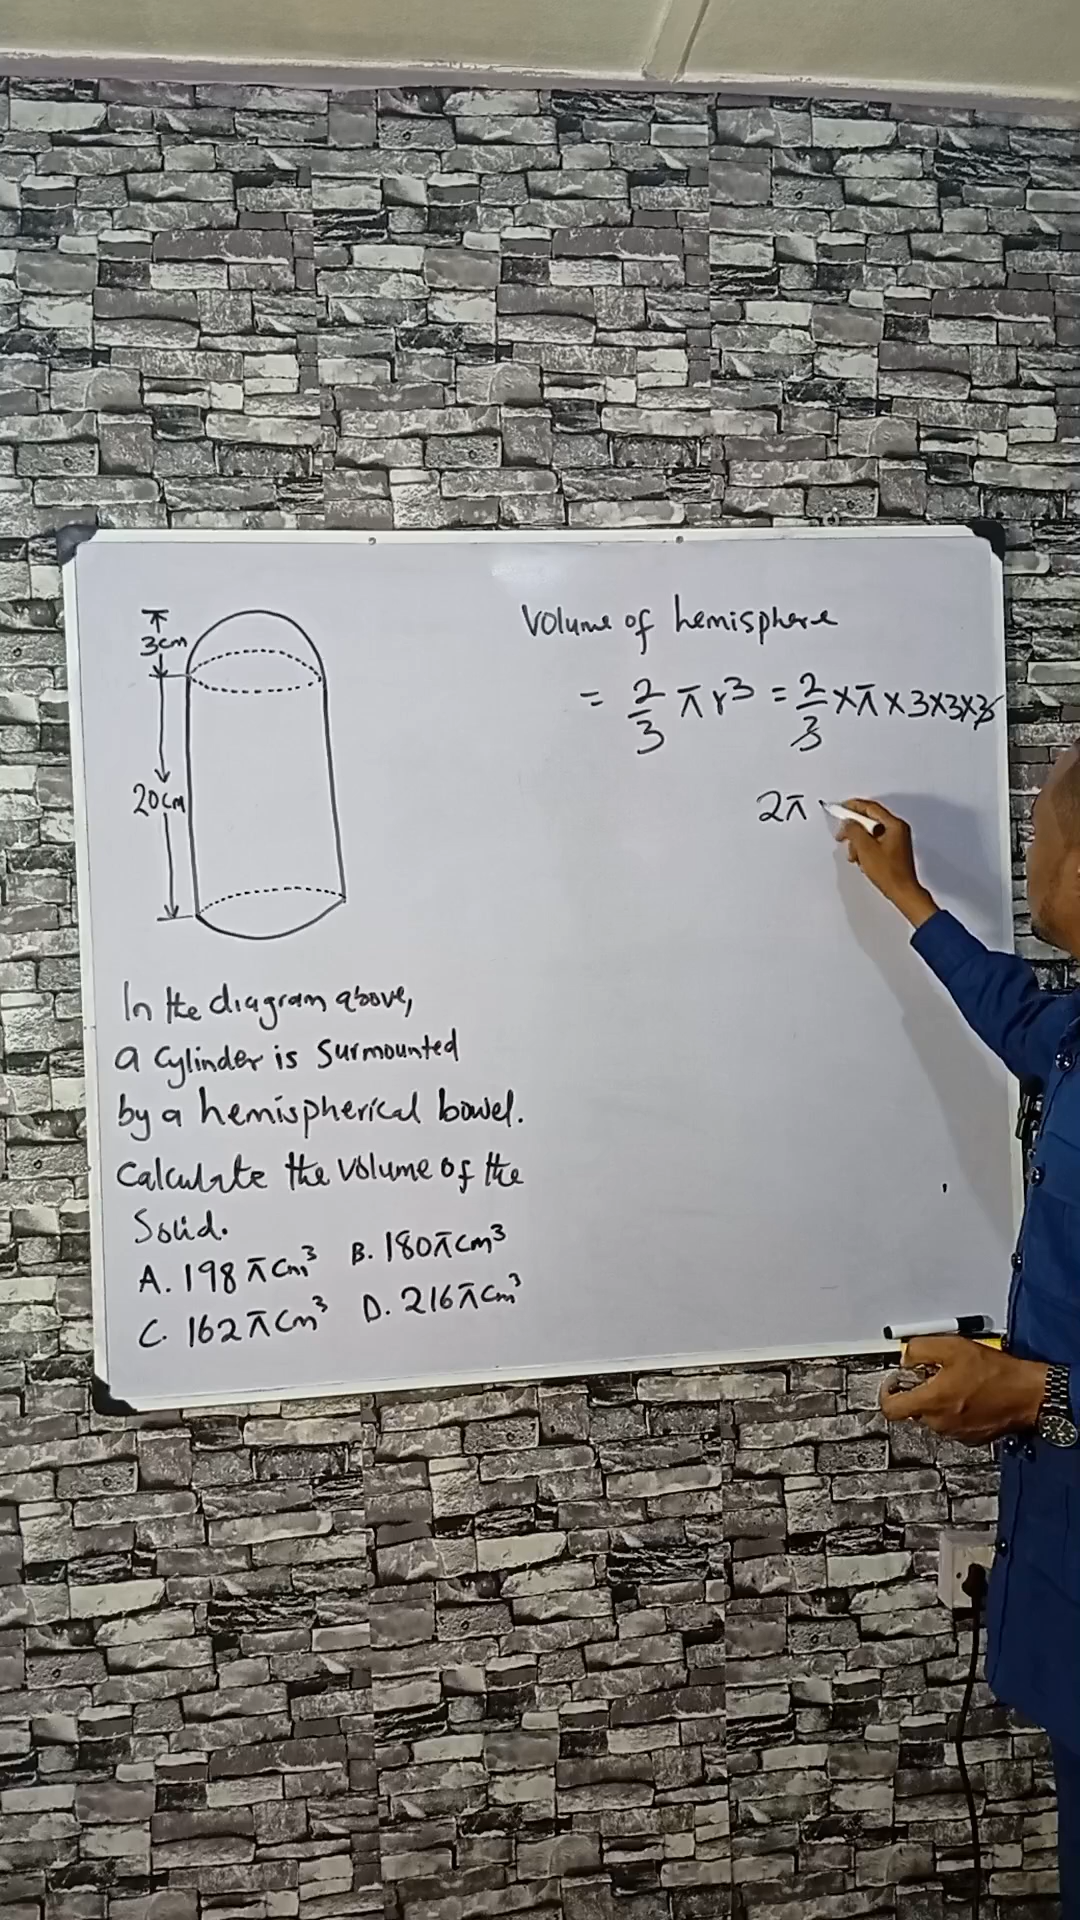 3cm
20cm
In the diagram above,
a cylinder is surmounted
by a hemispherical bowel.
Calculate the volume of the
Solid.
A. 198πcm³ B. 180πcm³
C. 162πcm³ D. 216πcm³
Volume of hemisphere
= 2/3 πr³ = 2/3 ×π×3×3×3
2π